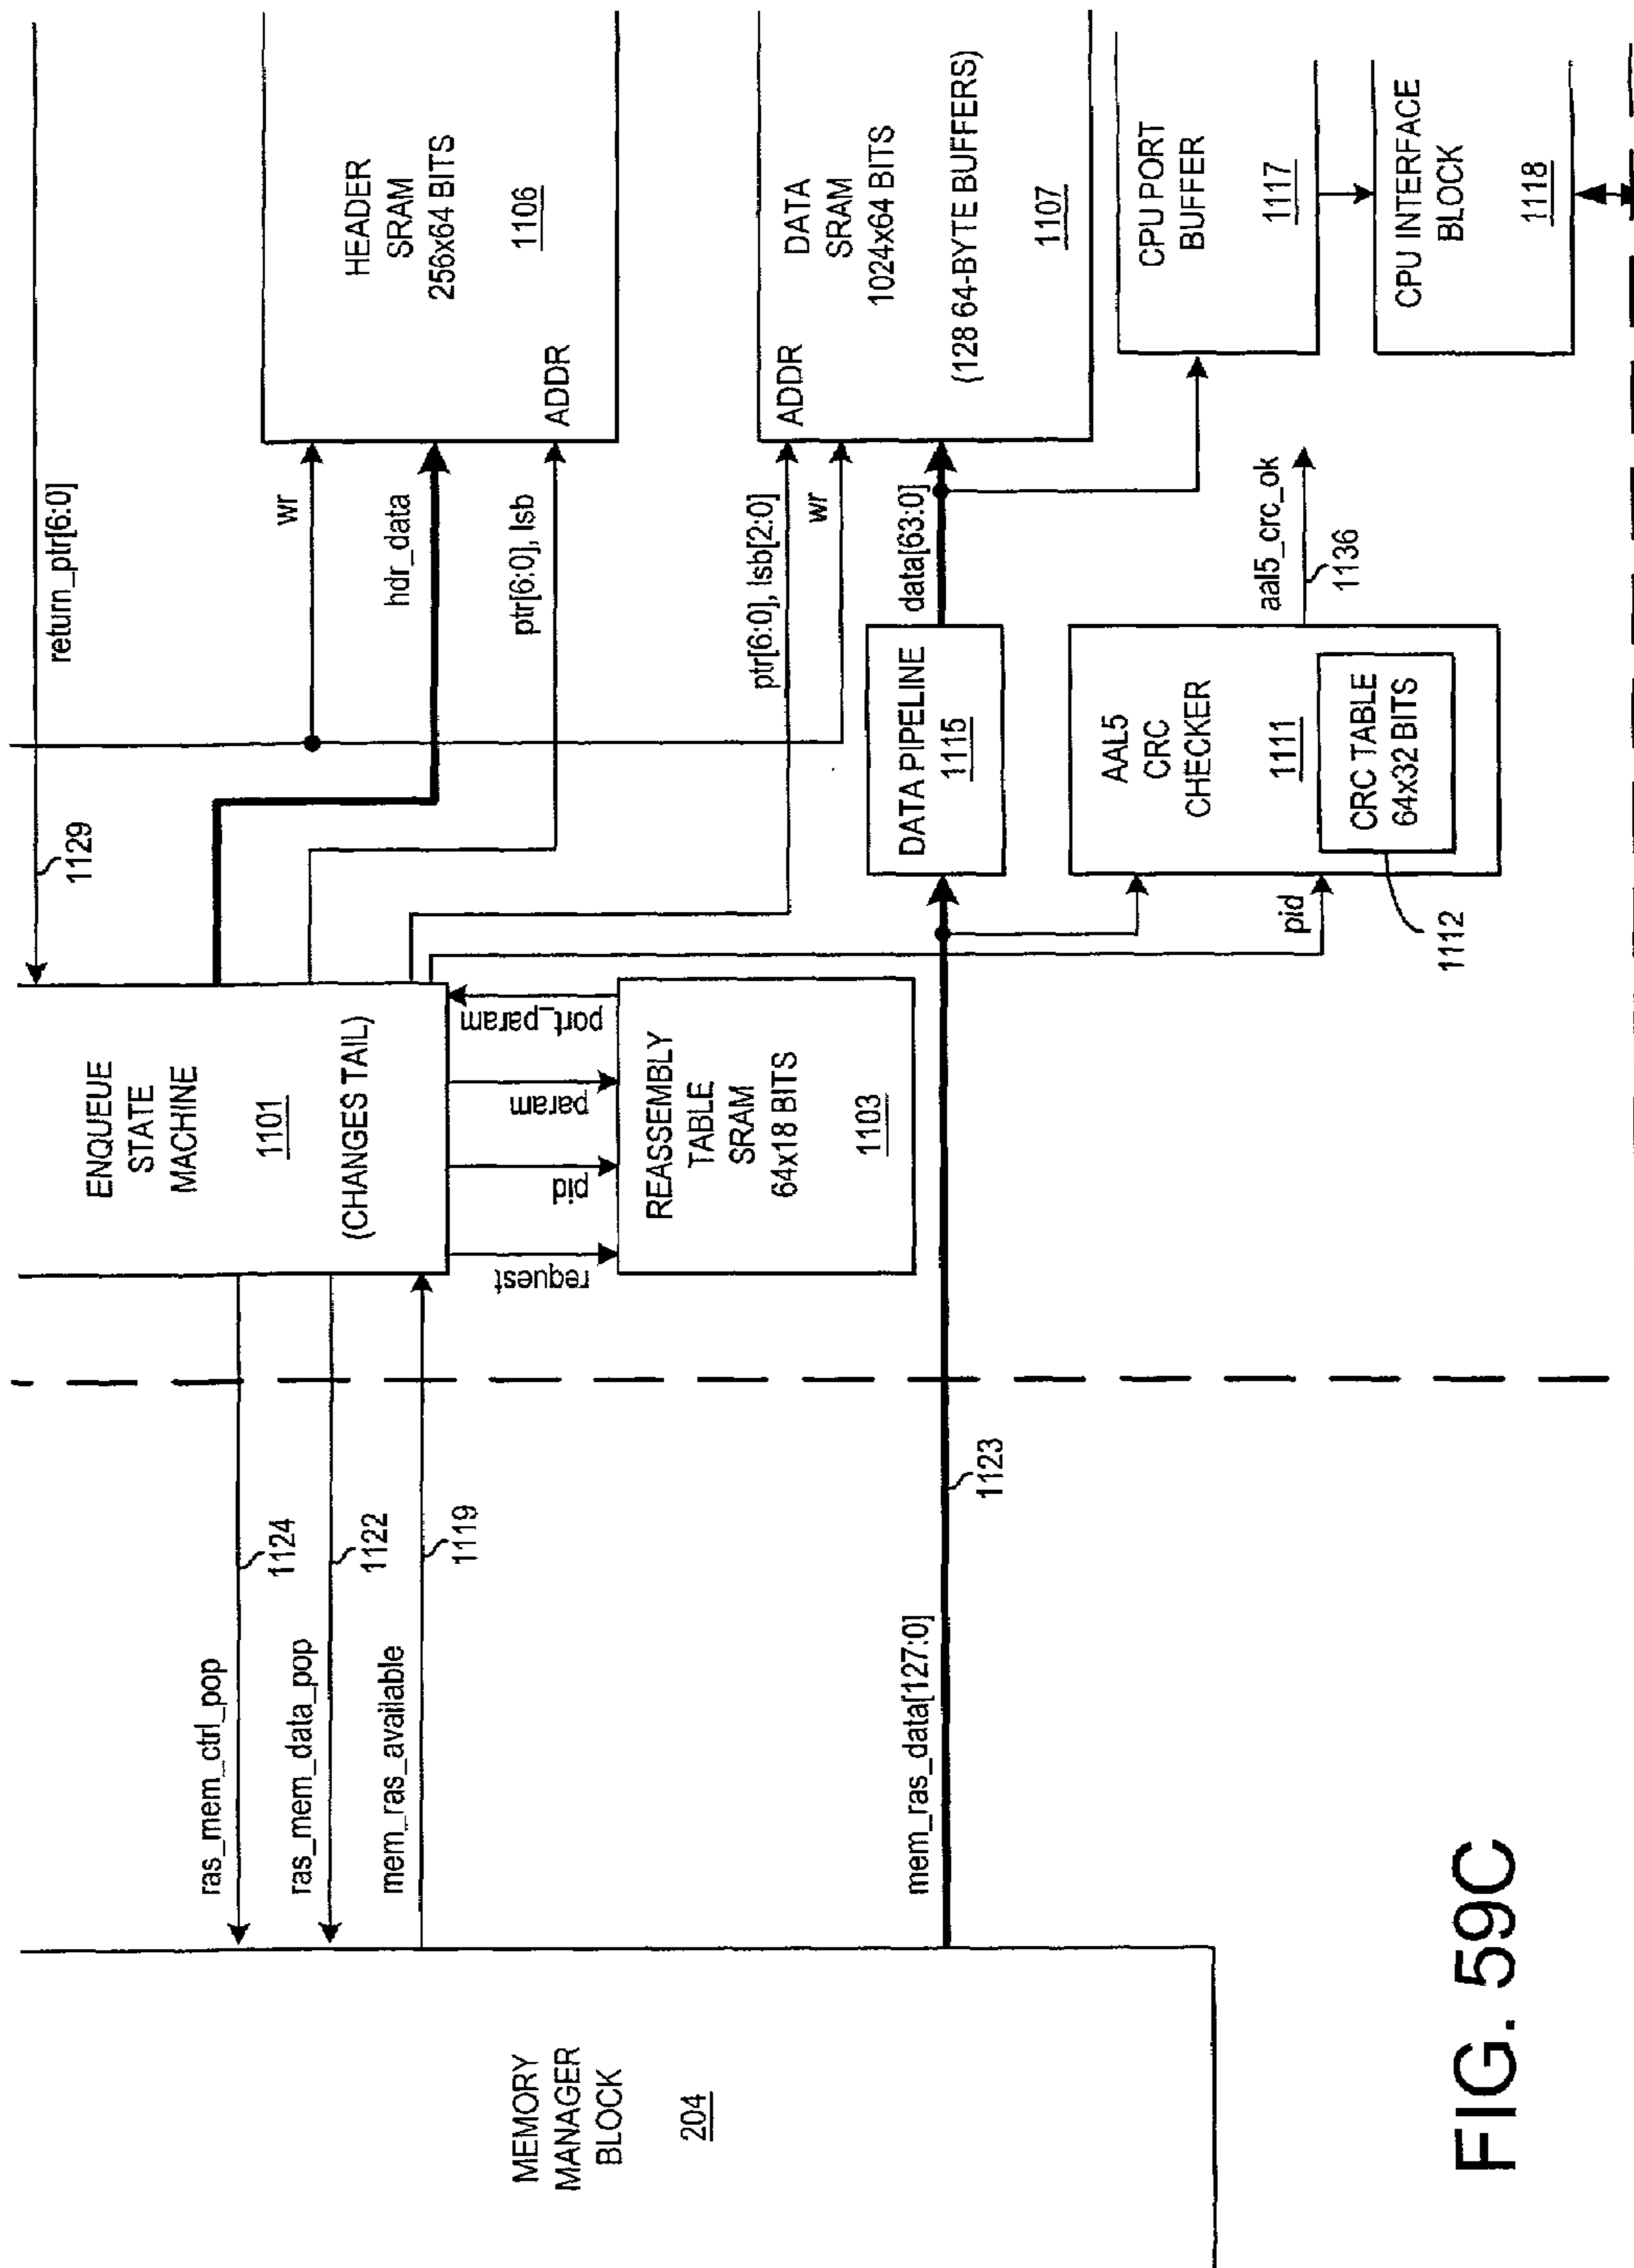 MEMORY
MANAGER
BLOCK
204
ras_mem_ctrl_pop
1124
ras_mem_data_pop
1122
mem_ras_available
1119
mem_ras_data[127:0]
1123
ENQUEUE
STATE
MACHINE
1101
(CHANGES TAIL)
request
pid
param
port_param
REASSEMBLY
TABLE
SRAM
64x18 BITS
1103
return_ptr[6:0]
1129
wr
hdr_data
ptr[6:0], lsb
HEADER
SRAM
256x64 BITS
1106
ADDR
ptr[6:0], lsb[2:0]
wr
data[63:0]
ADDR
DATA
SRAM
1024x64 BITS
(128 64-BYTE BUFFERS)
1107
DATA PIPELINE
1115
pid
AAL5
CRC
CHECKER
1111
CRC TABLE
64x32 BITS
1112
aal5_crc_ok
1136
CPU PORT
BUFFER
1117
CPU INTERFACE
BLOCK
1118
FIG. 59C